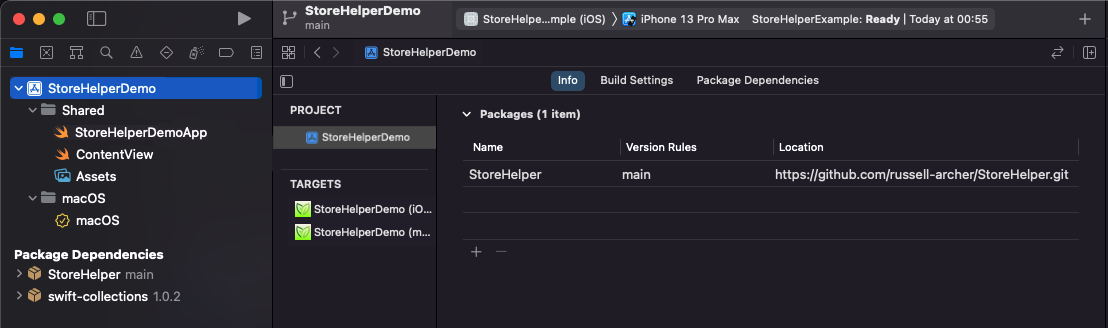 StoreHelperDemo
main
StoreHelpe...mple (iOS)
iPhone 13 Pro Max
StoreHelperExample: Ready | Today at 00:55
StoreHelperDemo
Shared
StoreHelperDemoApp
ContentView
Assets
macOS
macOS
Package Dependencies
StoreHelper main
swift-collections 1.0.2
StoreHelperDemo
Info
Build Settings
Package Dependencies
PROJECT
StoreHelperDemo
TARGETS
StoreHelperDemo (iO...
StoreHelperDemo (m...
Packages (1 item)
Name Version Rules Location
StoreHelper main https://github.com/russell-archer/StoreHelper.git